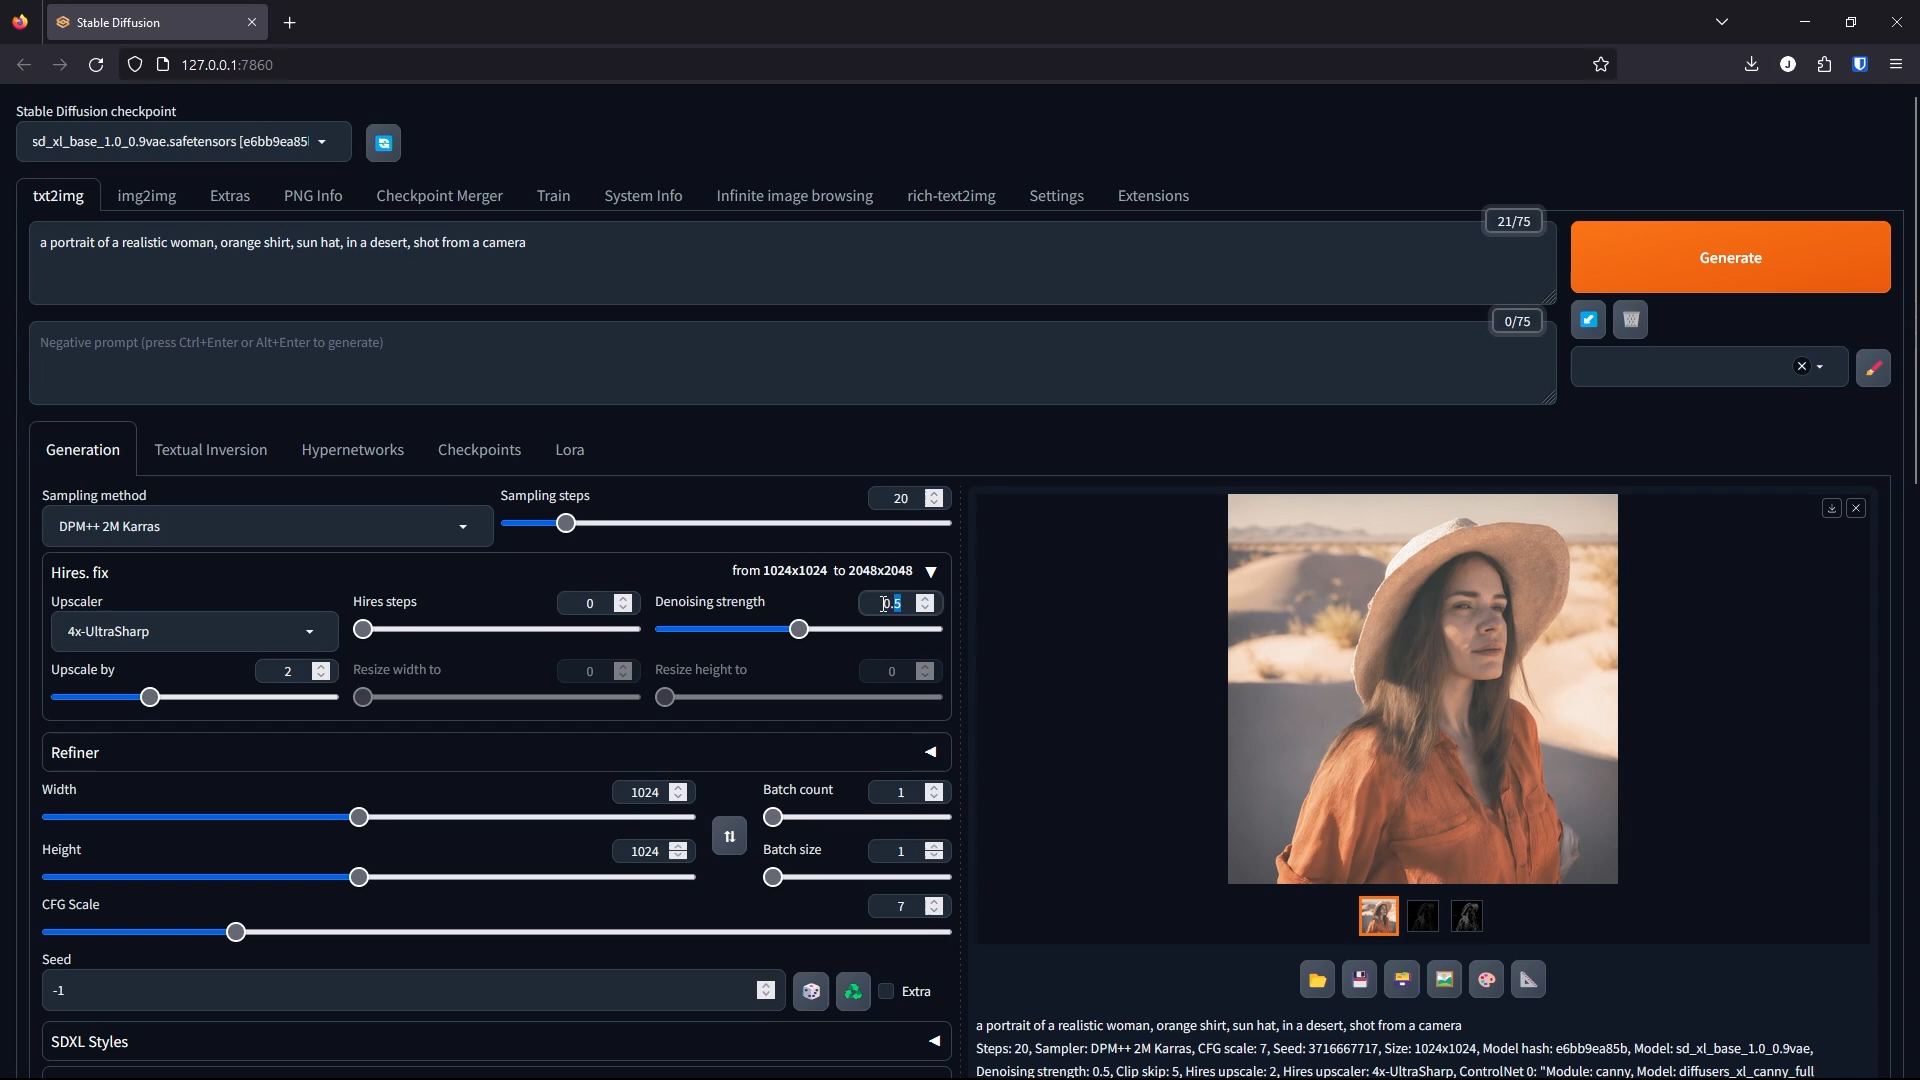 Stable Diffusion
127.0.0.1:7860
Stable Diffusion checkpoint
sd_xl_base_1.0_0.9vae.safetensors [e6bb9ea85
txt2img
img2img
Extras
PNG Info
Checkpoint Merger
Train
System Info
Infinite image browsing
rich-text2img
Settings
Extensions
21/75
a portrait of a realistic woman, orange shirt, sun hat, in a desert, shot from a camera
Generate
0/75
Negative prompt (press Ctrl+Enter or Alt+Enter to generate)
Generation
Textual Inversion
Hypernetworks
Checkpoints
Lora
Sampling method
DPM++ 2M Karras
Sampling steps
20
Hires. fix
from 1024x1024 to 2048x2048
Upscaler
4x-UltraSharp
Hires steps
0
Denoising strength
0.5
Upscale by
2
Resize width to
0
Resize height to
0
Refiner
Width
1024
Batch count
1
Height
1024
Batch size
1
CFG Scale
7
Seed
-1
Extra
SDXL Styles
a portrait of a realistic woman, orange shirt, sun hat, in a desert, shot from a camera
Steps: 20, Sampler: DPM++ 2M Karras, CFG scale: 7, Seed: 3716667717, Size: 1024x1024, Model hash: e6bb9ea85b, Model: sd_xl_base_1.0_0.9vae,
Denoising strength: 0.5, Clip skip: 5, Hires upscale: 2, Hires upscaler: 4x-UltraSharp, ControlNet 0: "Module: canny, Model: diffusers_xl_canny_full